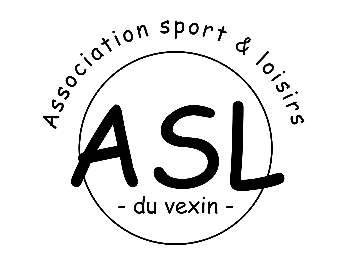 Association sport & loisirs
ASL
- du vexin -